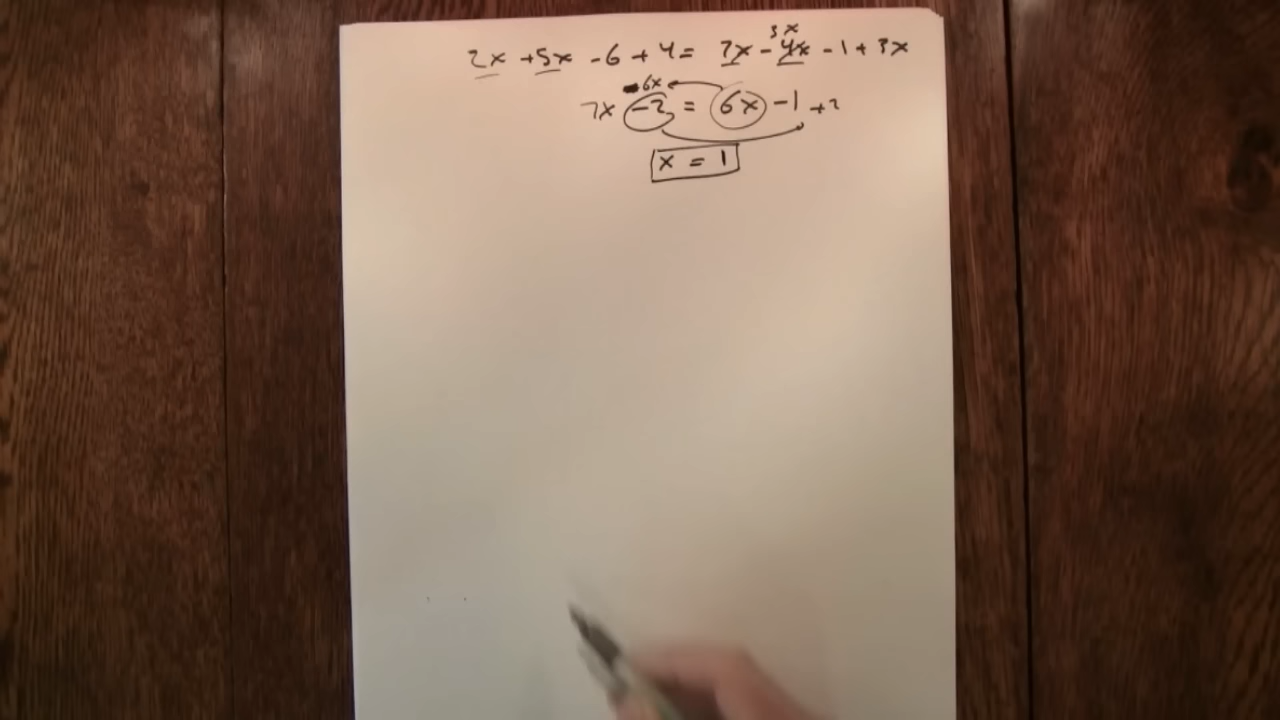 3x
2x + 5x - 6 + 4 = 7x - 4x - 1 + 3x
- 6x
7x - 2 = 6x - 1 + 2
x = 1